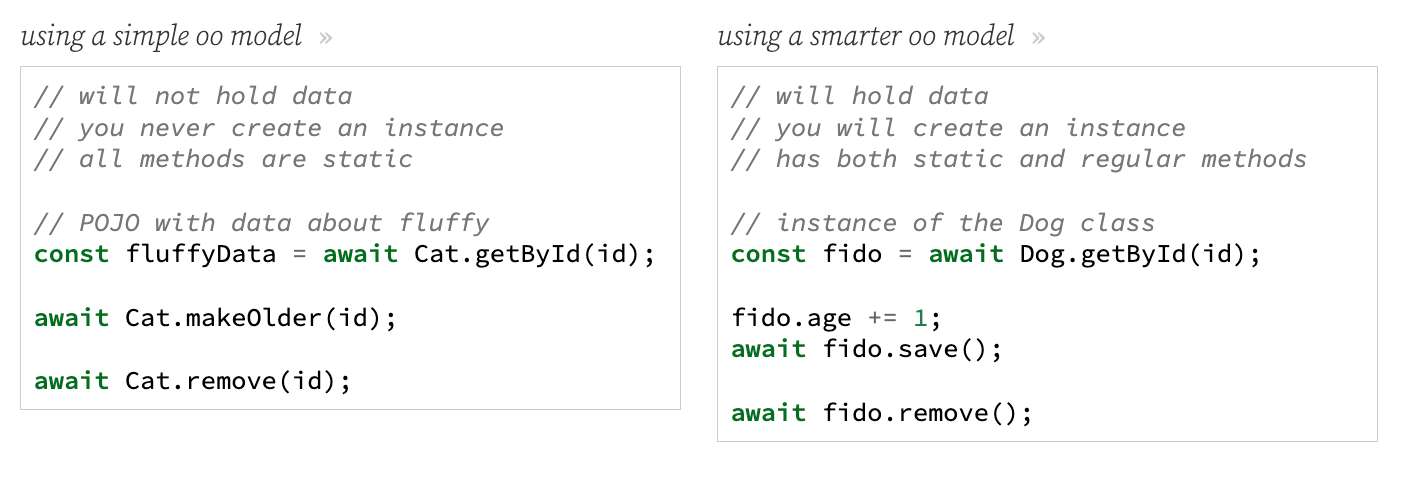 using a simple oo model »
// will not hold data
// you never create an instance
// all methods are static
// POJO with data about fluffy
const fluffyData = await Cat.getById(id);
await Cat.makeOlder(id);
await Cat.remove(id);
using a smarter oo model »
// will hold data
// you will create an instance
// has both static and regular methods
// instance of the Dog class
const fido = await Dog.getById(id);
fido.age += 1;
await fido.save();
await fido.remove();